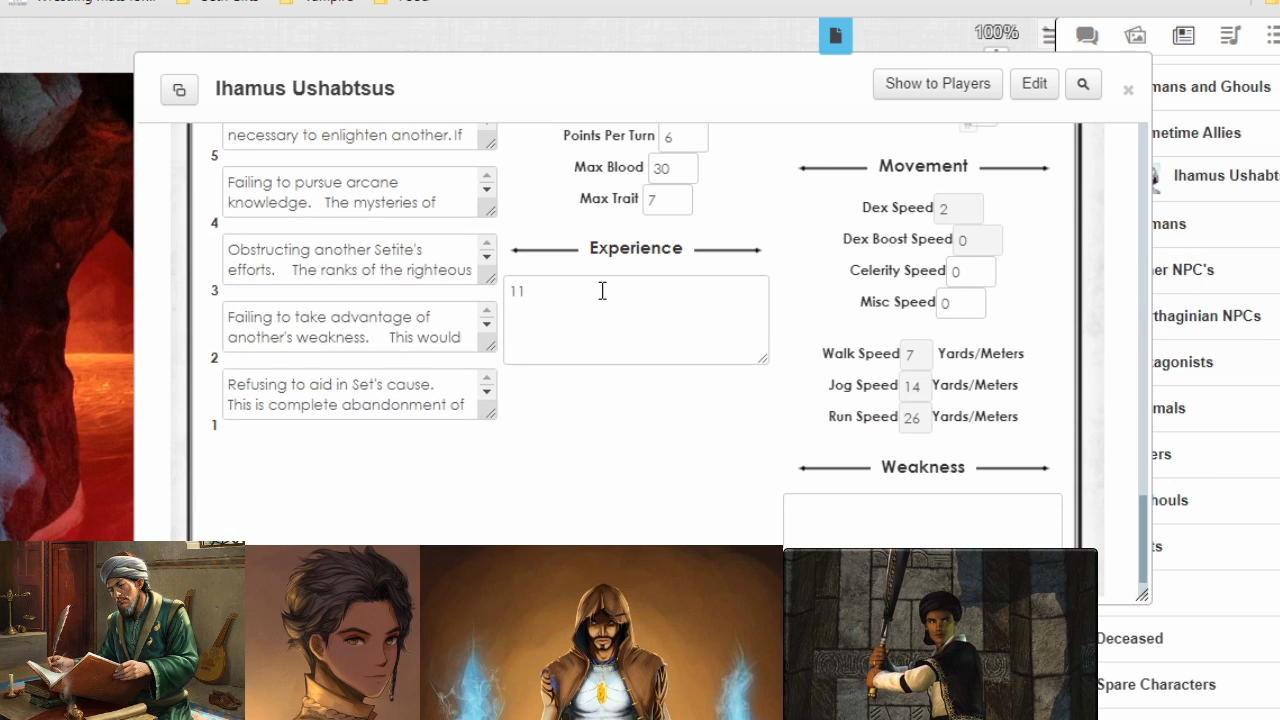 100%
Ihamus Ushabtsus
Show to Players
Edit
necessary to enlighten another. If
5
Failing to pursue arcane
knowledge. The mysteries of
4
Obstructing another Setite's
efforts. The ranks of the righteous
3
Failing to take advantage of
another's weakness. This would
2
Refusing to aid in Set's cause.
This is complete abandonment of
1
Points Per Turn 6
Max Blood 30
Max Trait 7
Experience
11
Movement
Dex Speed 2
Dex Boost Speed 0
Celerity Speed 0
Misc Speed 0
Walk Speed 7 Yards/Meters
Jog Speed 14 Yards/Meters
Run Speed 26 Yards/Meters
Weakness
mans and Ghouls
metime Allies
Ihamus Ushabts
mans
er NPC's
rthaginian NPCs
tagonists
mals
ers
houls
ts
Deceased
Spare Characters